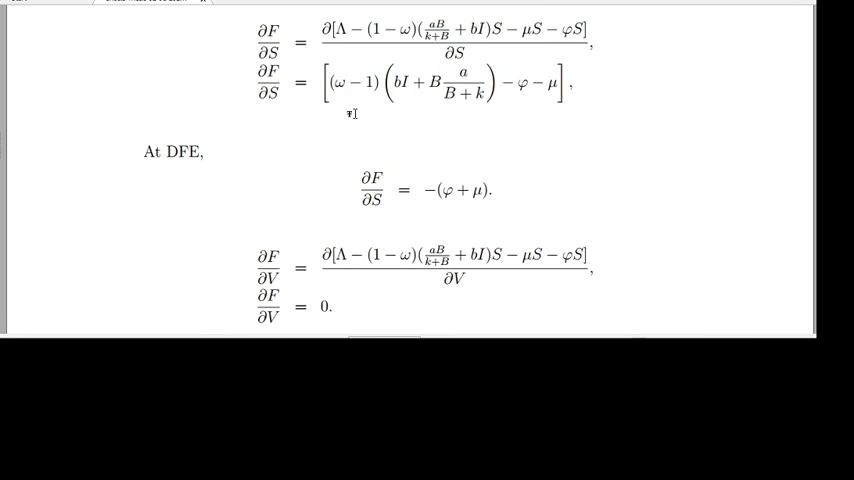 ∂F/∂S = ∂[Λ − (1 − ω)(aB/(k+B) + bI)S − μS − φS]/∂S,
∂F/∂S = [(ω − 1)(bI + B a/(B + k)) − φ − μ],
At DFE,
∂F/∂S = −(φ + μ).
∂F/∂V = ∂[Λ − (1 − ω)(aB/(k+B) + bI)S − μS − φS]/∂V,
∂F/∂V = 0.